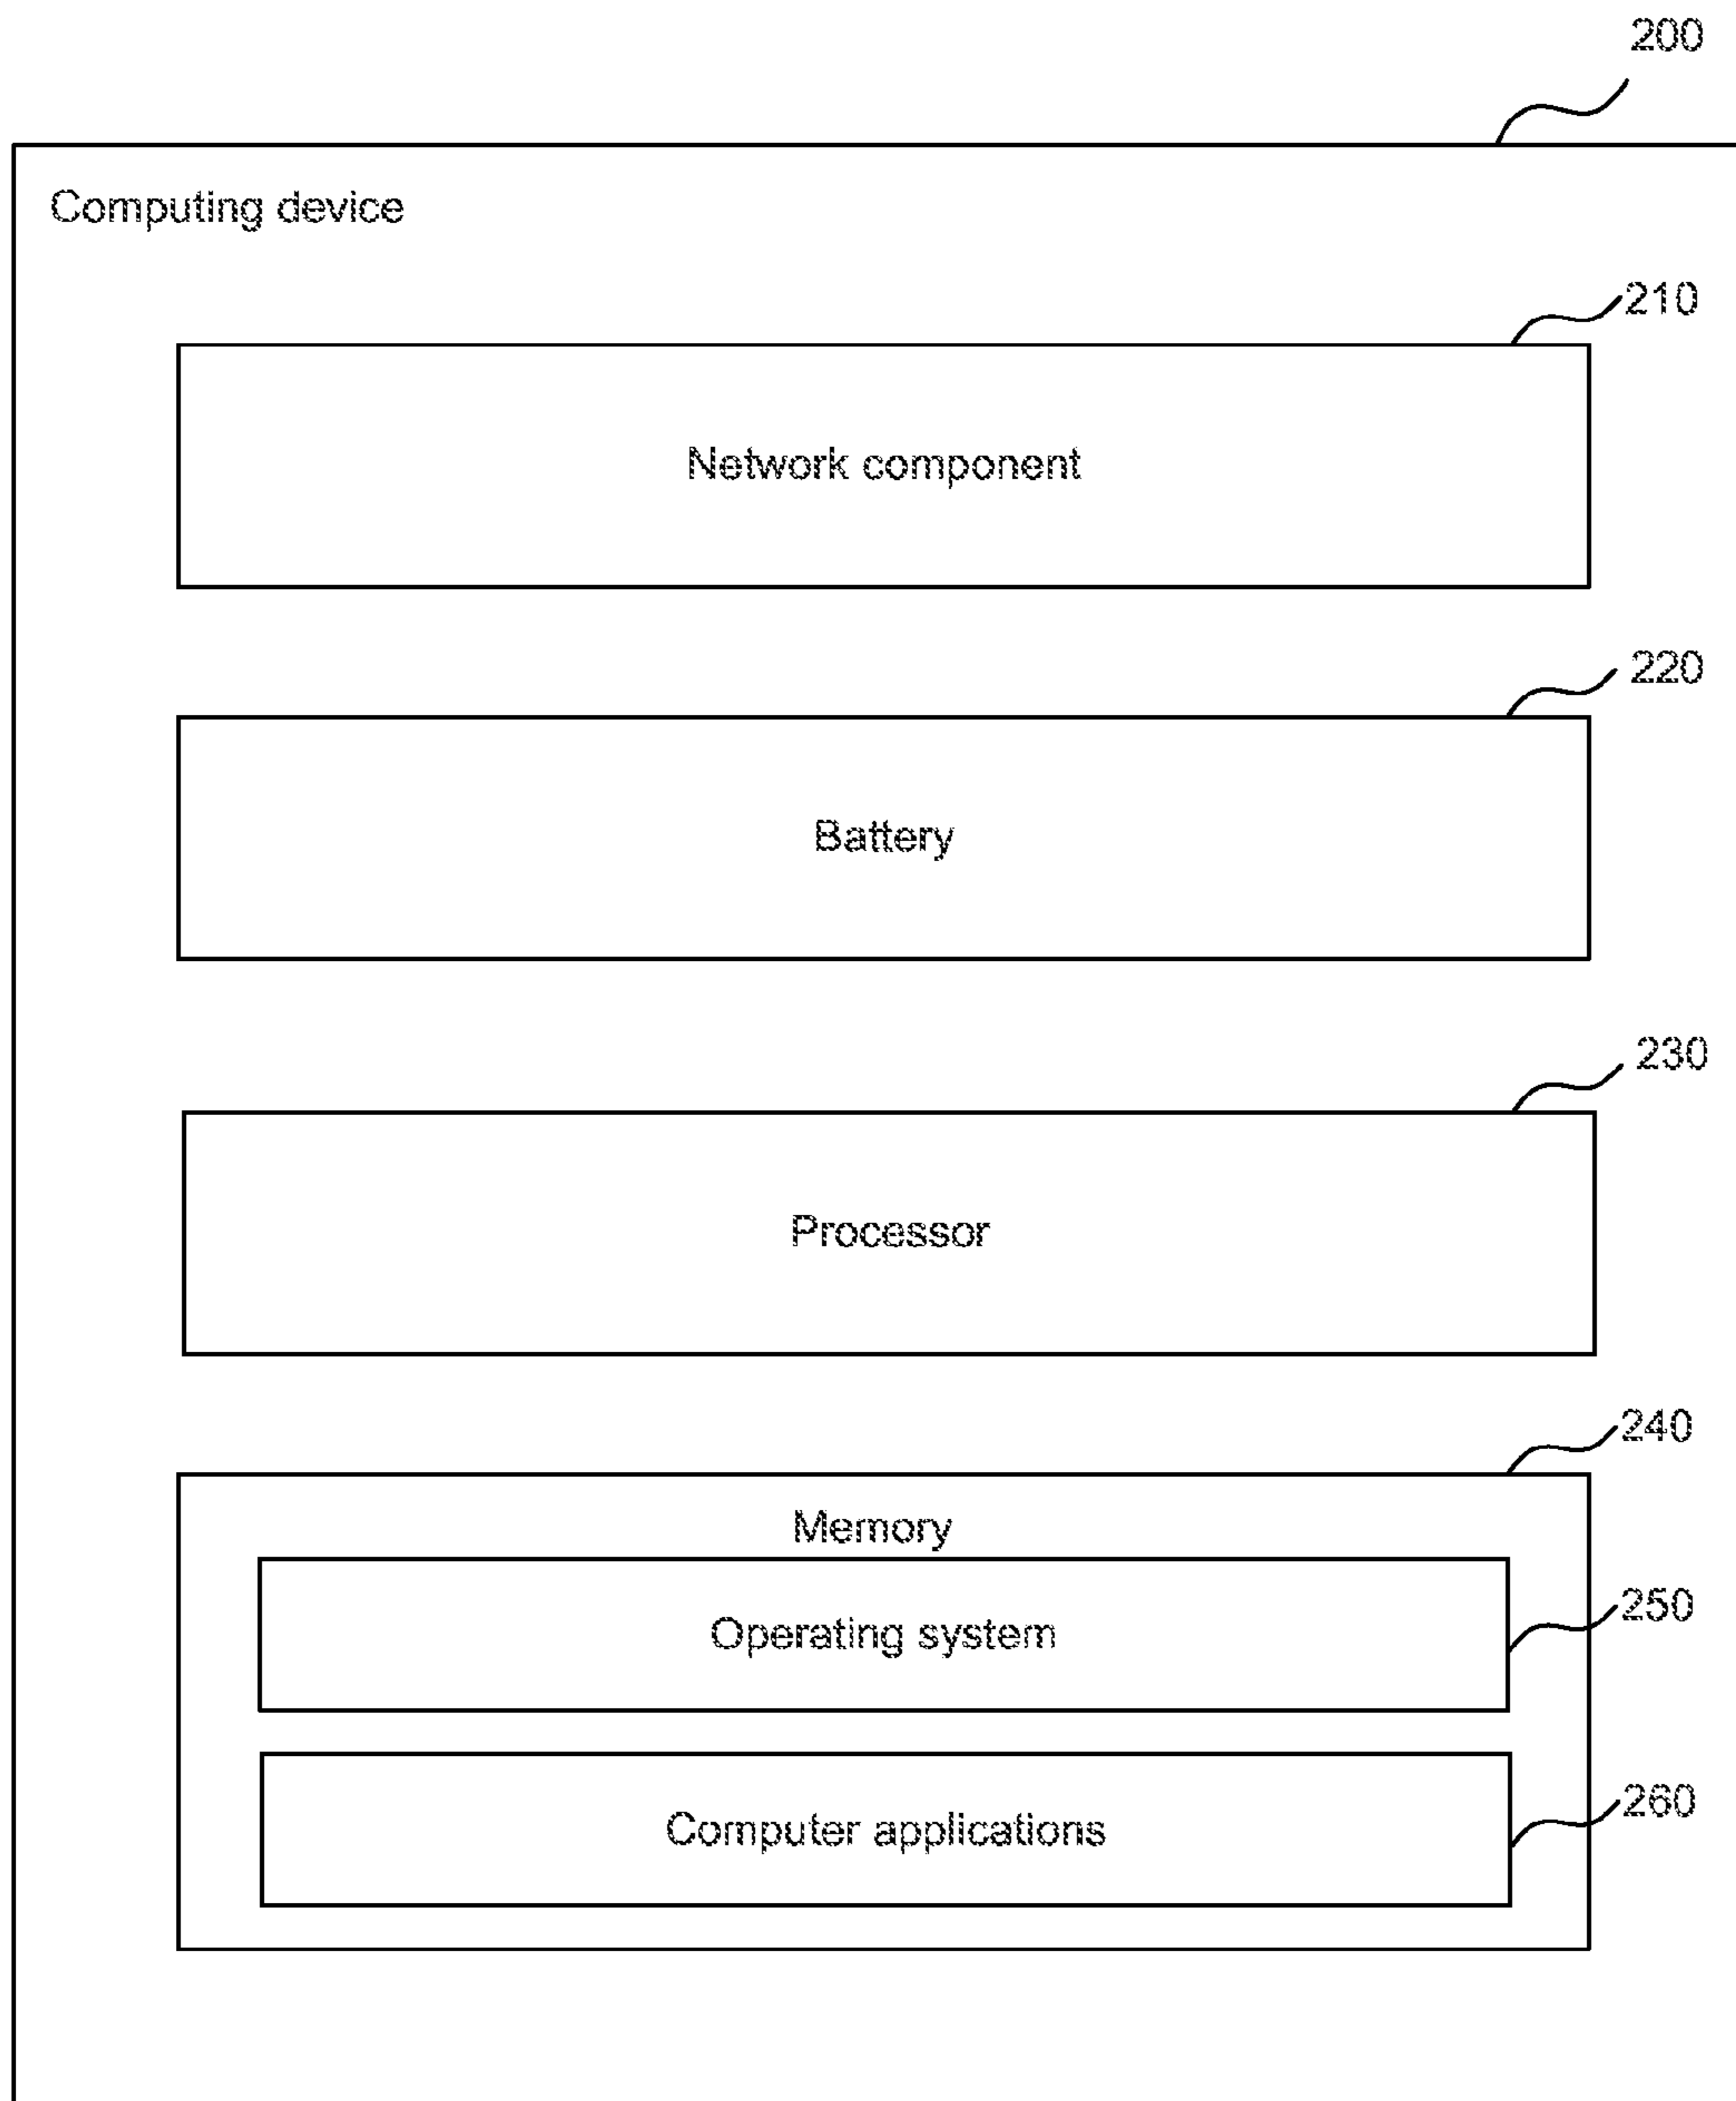 200
Computing device
210
Network component
220
Battery
230
Processor
240
Memory
Operating system
250
Computer applications
260